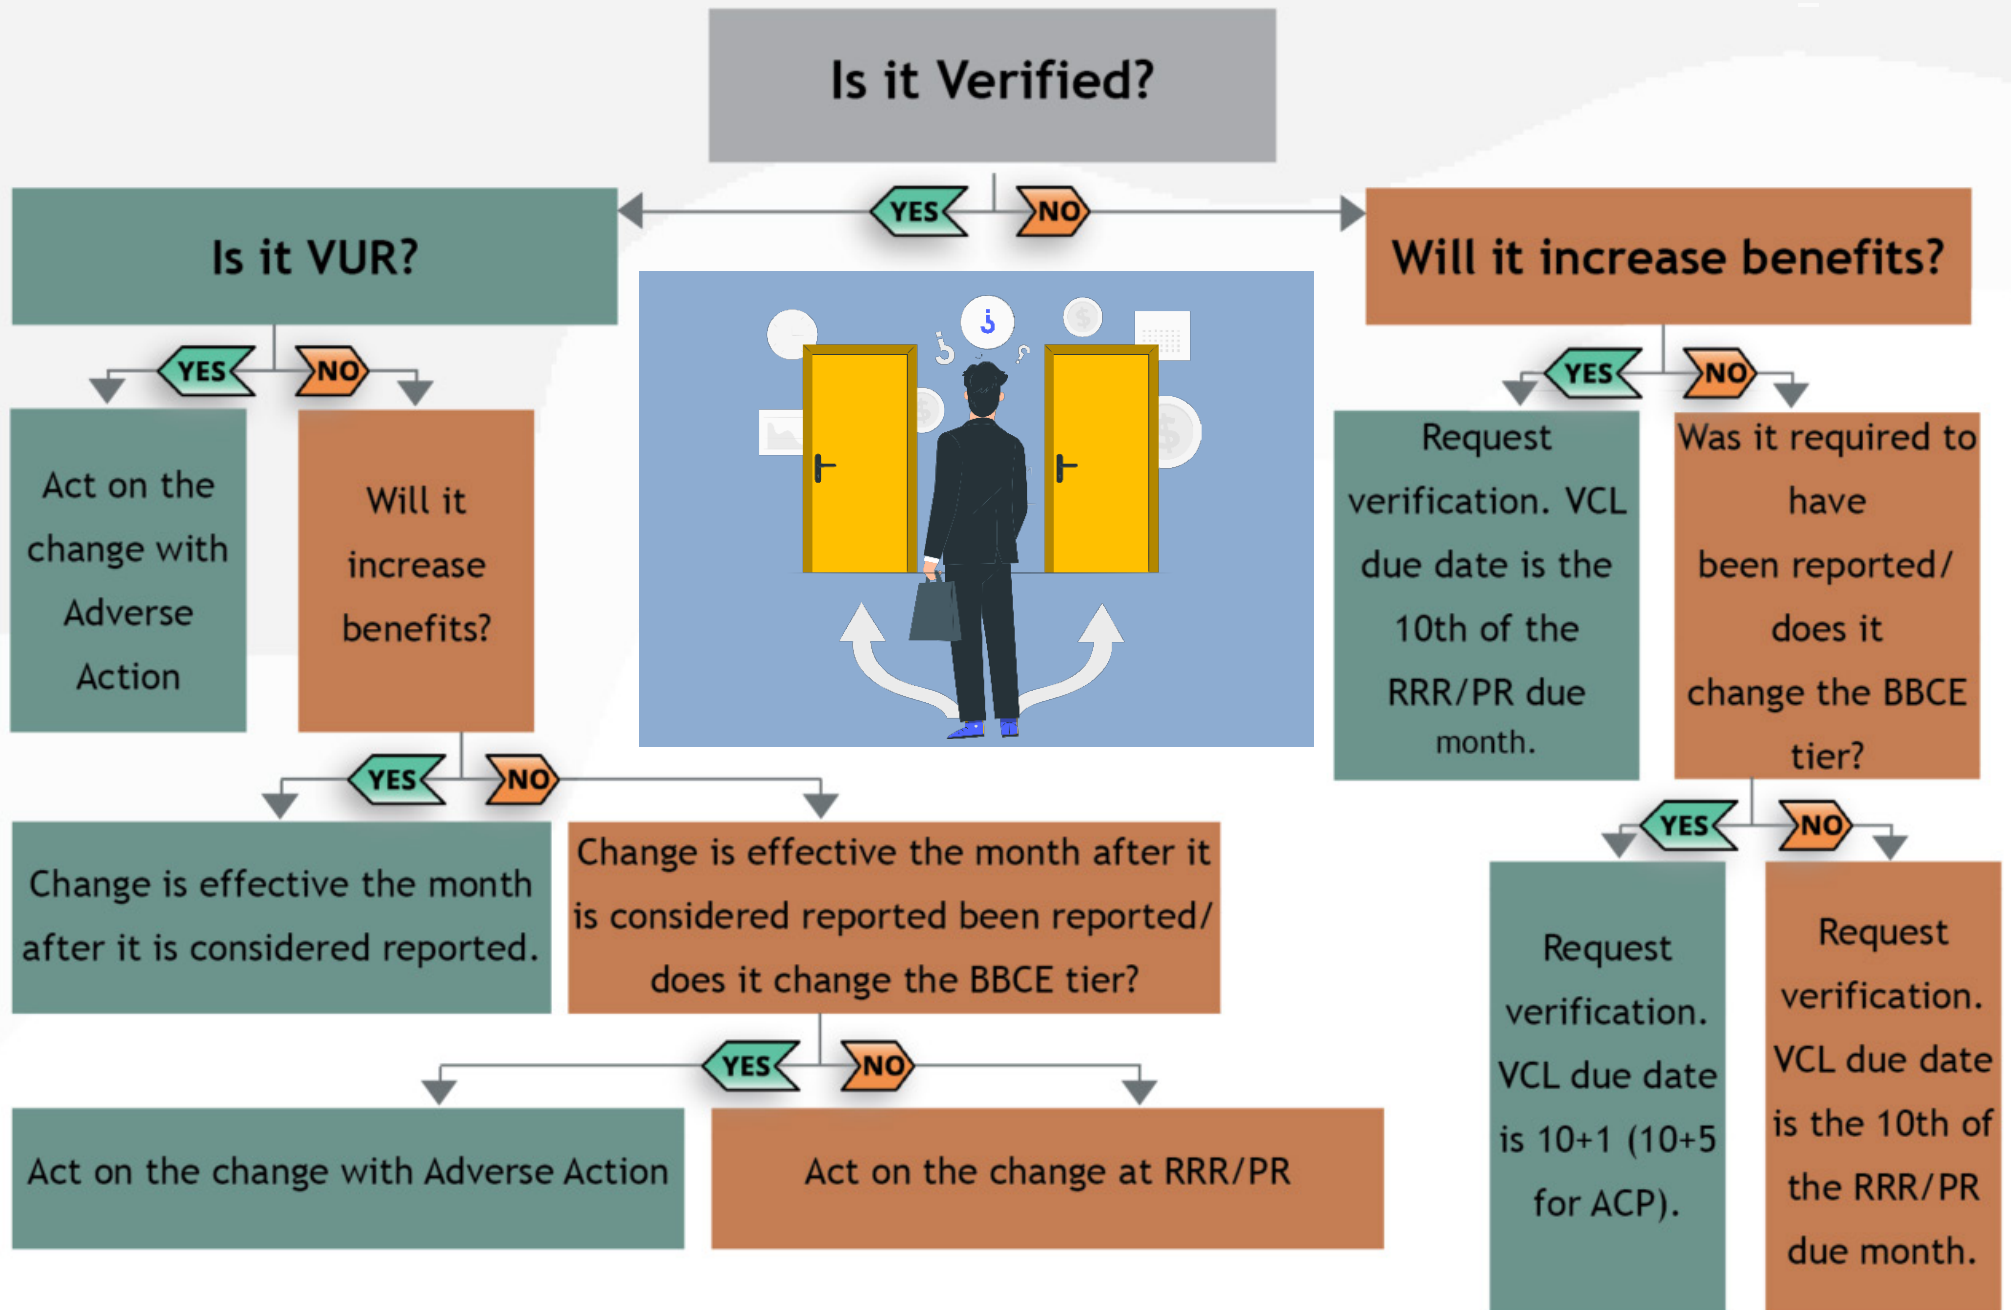 Is it Verified?
YES
NO
Is it VUR?
YES
NO
Act on the
change with
Adverse
Action
Will it
increase
benefits?
YES
NO
Change is effective the month
after it is considered reported.
Change is effective the month after it
is considered reported been reported/
does it change the BBCE tier?
YES
NO
Act on the change with Adverse Action
Act on the change at RRR/PR
Will it increase benefits?
YES
NO
Request
verification. VCL
due date is the
10th of the
RRR/PR due
month.
Was it required to
have
been reported/
does it
change the BBCE
tier?
YES
NO
Request
verification.
VCL due date
is 10+1 (10+5
for ACP).
Request
verification.
VCL due date
is the 10th of
the RRR/PR
due month.